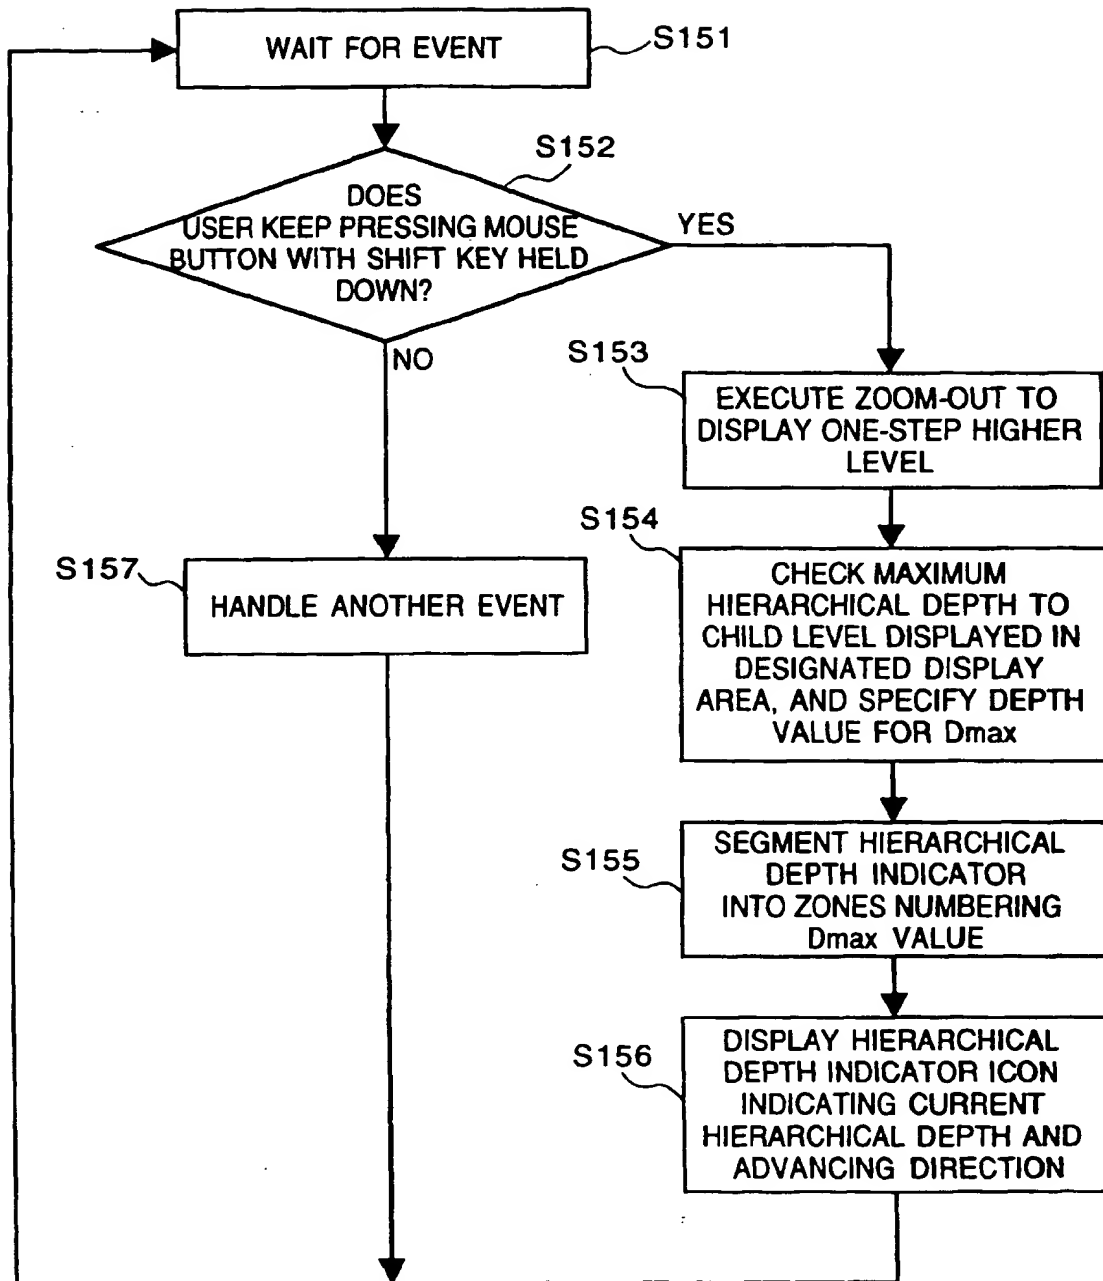 WAIT FOR EVENT
S151
S152
DOES
USER KEEP PRESSING MOUSE
BUTTON WITH SHIFT KEY HELD
DOWN?
YES
NO
S153
EXECUTE ZOOM-OUT TO
DISPLAY ONE-STEP HIGHER
LEVEL
S154
CHECK MAXIMUM
HIERARCHICAL DEPTH TO
CHILD LEVEL DISPLAYED IN
DESIGNATED DISPLAY
AREA, AND SPECIFY DEPTH
VALUE FOR Dmax
S157
HANDLE ANOTHER EVENT
S155
SEGMENT HIERARCHICAL
DEPTH INDICATOR
INTO ZONES NUMBERING
Dmax VALUE
S156
DISPLAY HIERARCHICAL
DEPTH INDICATOR ICON
INDICATING CURRENT
HIERARCHICAL DEPTH AND
ADVANCING DIRECTION